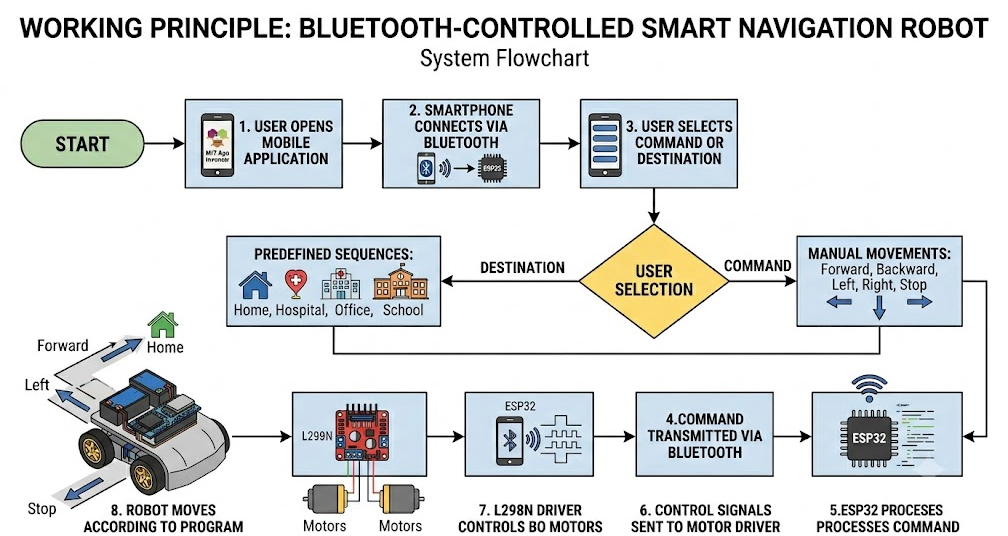 WORKING PRINCIPLE: BLUETOOTH-CONTROLLED SMART NAVIGATION ROBOT
System Flowchart
START
1. USER OPENS
MOBILE
APPLICATION
2. SMARTPHONE
CONNECTS VIA
BLUETOOTH
3. USER SELECTS
COMMAND OR
DESTINATION
PREDEFINED SEQUENCES:
Home, Hospital, Office, School
DESTINATION
USER
SELECTION
COMMAND
MANUAL MOVEMENTS:
Forward, Backward,
Left, Right, Stop
Forward
Home
Left
Stop
8. ROBOT MOVES
ACCORDING TO PROGRAM
L299N
Motors
Motors
ESP32
7. L298N DRIVER
CONTROLS BO MOTORS
4.COMMAND
TRANSMITTED VIA
BLUETOOTH
6. CONTROL SIGNALS
SENT TO MOTOR DRIVER
ESP32
5.ESP32 PROCESES
PROCESSES COMMAND